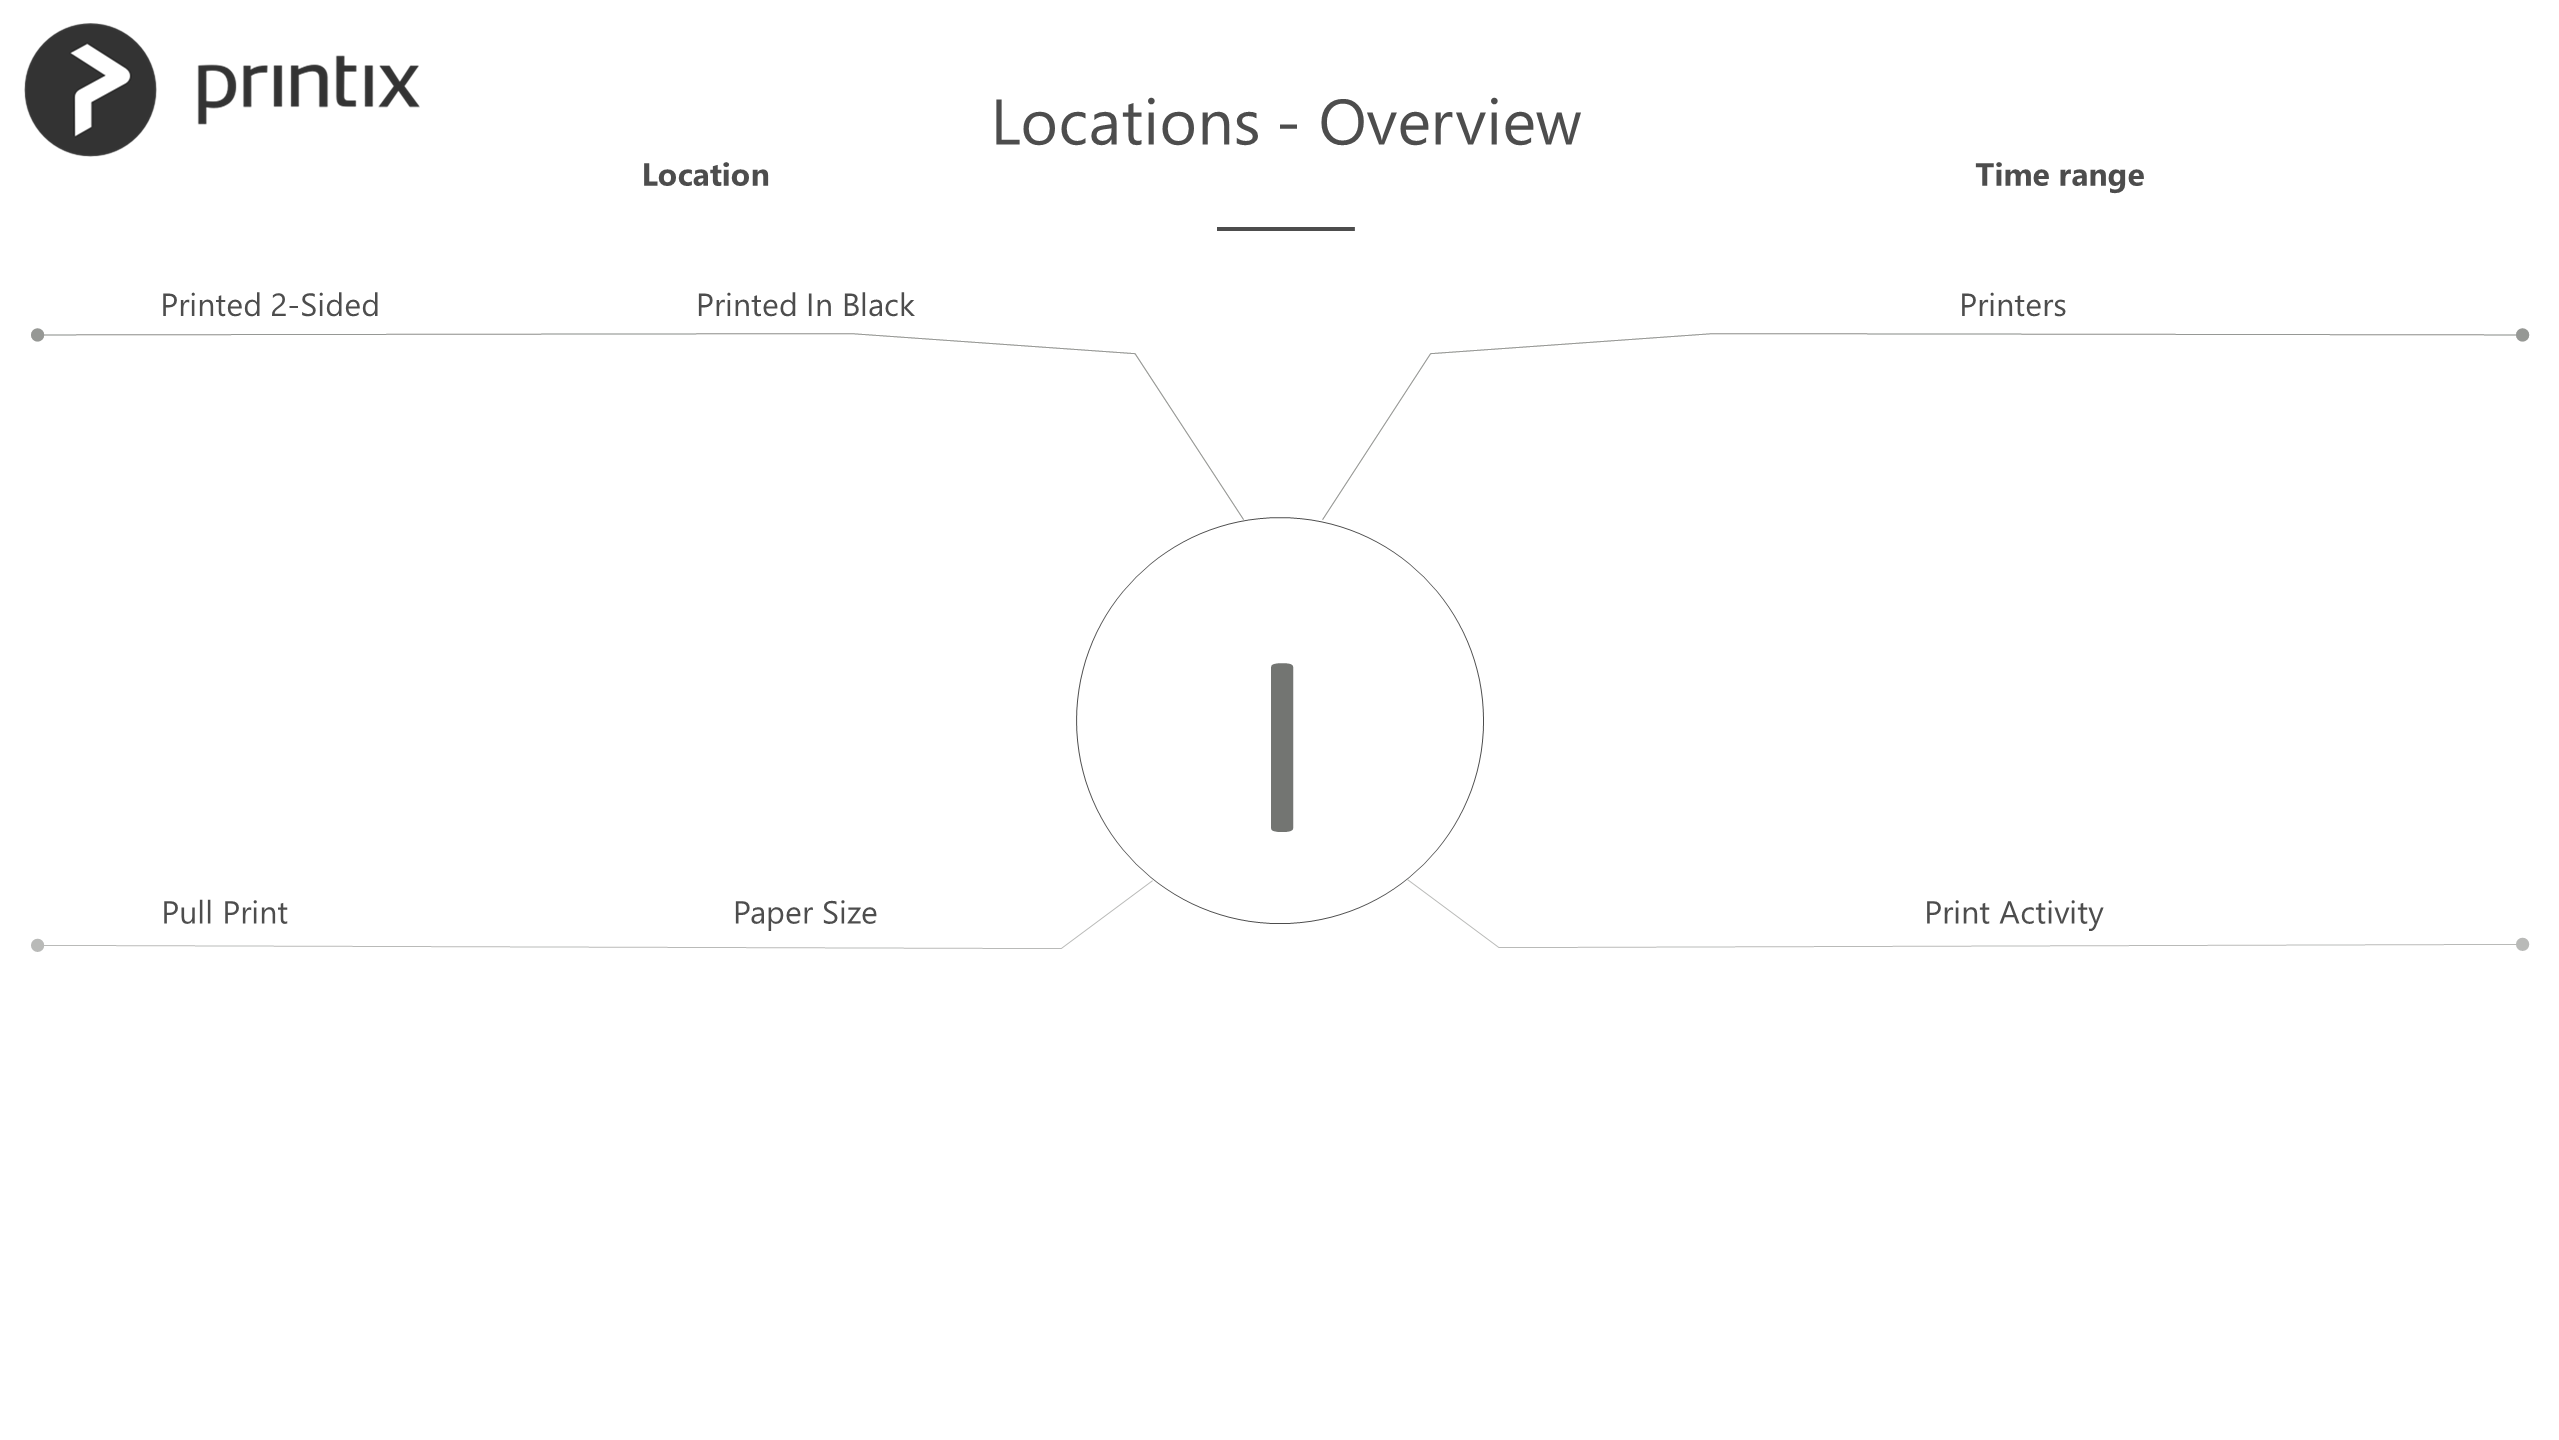 printix
Locations - Overview
Location
Time range
Printed 2-Sided
Printed In Black
Printers
Pull Print
Paper Size
Print Activity